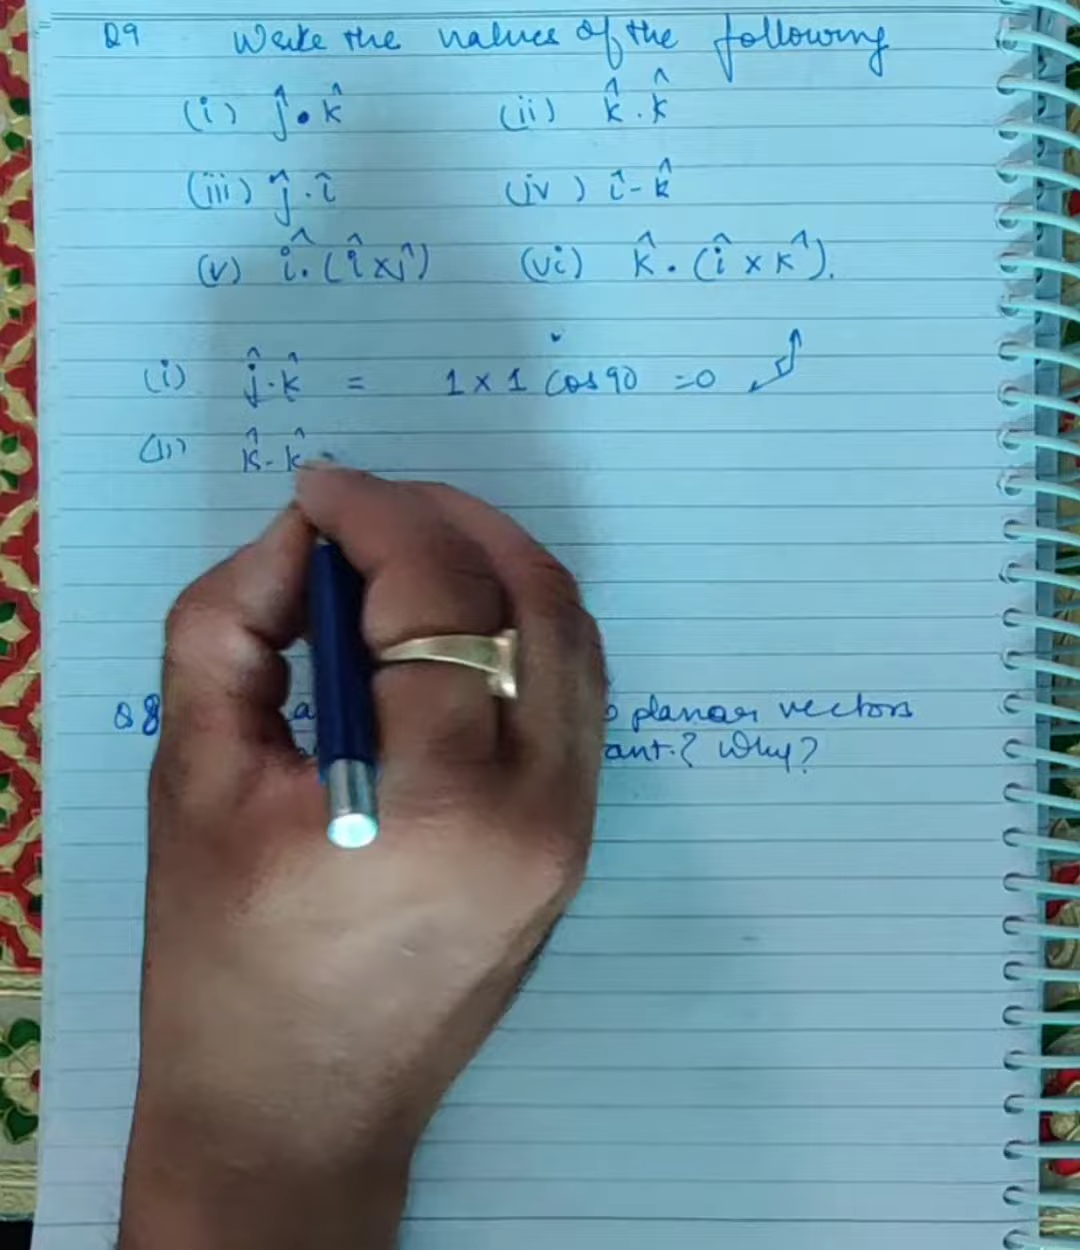 Q9 Write the values of the following
(i) ĵ • k̂ (ii) k̂ . k̂
(iii) ĵ . î (iv) î - k̂
(v) î . (î x ĵ) (vi) k̂ . (î x k̂).
(i) ĵ . k̂ = 1 x 1 Cos 90 = 0
(ii) k̂ - k̂
Q 8 planar vectors
ant ? Why?